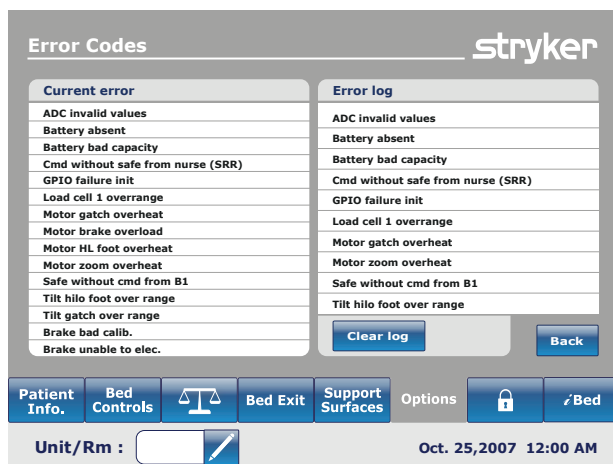 Error Codes
stryker
Current error
ADC invalid values
Battery absent
Battery bad capacity
Cmd without safe from nurse (SRR)
GPIO failure init
Load cell 1 overrange
Motor gatch overheat
Motor brake overload
Motor HL foot overheat
Motor zoom overheat
Safe without cmd from B1
Tilt hilo foot over range
Tilt gatch over range
Brake bad calib.
Brake unable to elec.
Error log
ADC invalid values
Battery absent
Battery bad capacity
Cmd without safe from nurse (SRR)
GPIO failure init
Load cell 1 overrange
Motor gatch overheat
Motor zoom overheat
Safe without cmd from B1
Tilt hilo foot over range
Clear log
Back
Patient
Info.
Bed
Controls
Bed Exit
Support
Surfaces
Options
iBed
Unit/Rm :
Oct. 25,2007 12:00 AM